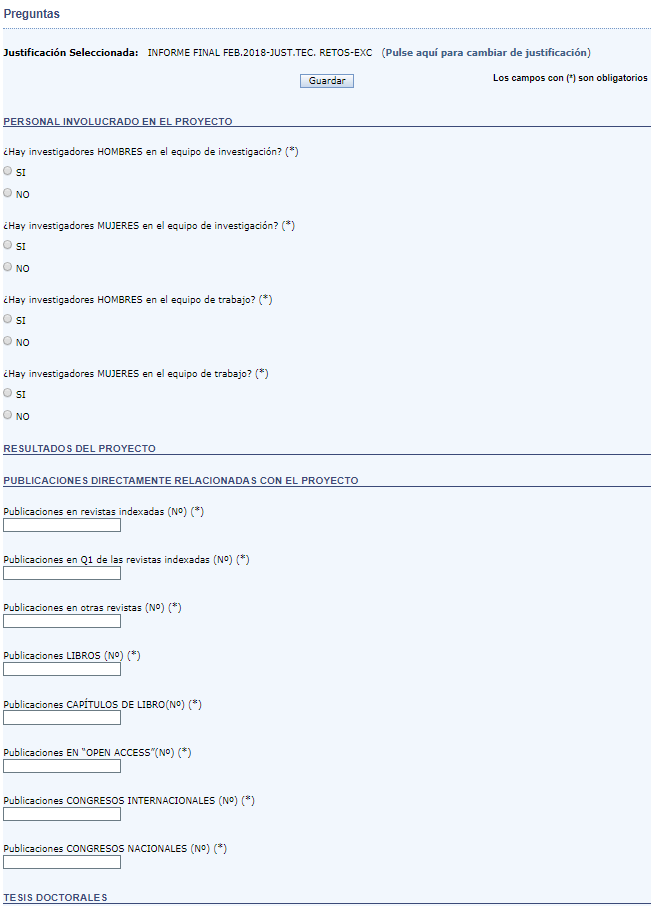 Preguntas
Justificación Seleccionada: INFORME FINAL FEB.2018-JUST.TEC. RETOS-EXC (Pulse aquí para cambiar de justificación)
Guardar
Los campos con (*) son obligatorios
PERSONAL INVOLUCRADO EN EL PROYECTO
¿Hay investigadores HOMBRES en el equipo de investigación? (*)
SI
NO
¿Hay investigadores MUJERES en el equipo de investigación? (*)
SI
NO
¿Hay investigadores HOMBRES en el equipo de trabajo? (*)
SI
NO
¿Hay investigadores MUJERES en el equipo de trabajo? (*)
SI
NO
RESULTADOS DEL PROYECTO
PUBLICACIONES DIRECTAMENTE RELACIONADAS CON EL PROYECTO
Publicaciones en revistas indexadas (Nº) (*)
Publicaciones en Q1 de las revistas indexadas (Nº) (*)
Publicaciones en otras revistas (Nº) (*)
Publicaciones LIBROS (Nº) (*)
Publicaciones CAPÍTULOS DE LIBRO(Nº) (*)
Publicaciones EN "OPEN ACCESS"(Nº) (*)
Publicaciones CONGRESOS INTERNACIONALES (Nº) (*)
Publicaciones CONGRESOS NACIONALES (Nº) (*)
TESIS DOCTORALES